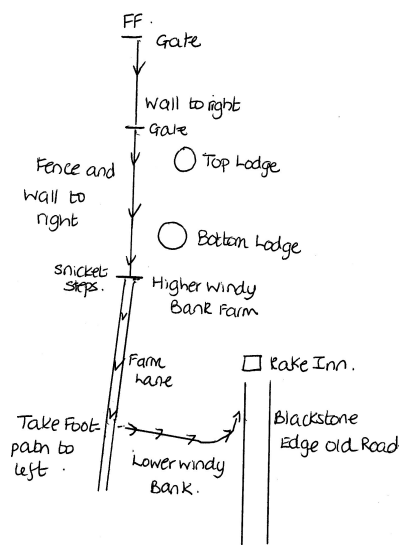 FF.
Gate
Wall to right
Gate
Top Lodge
Fence and
wall to
right
Bottom Lodge
Snicket
Steps.
Higher Windy
Bank Farm
Farm
Lane
Rake Inn.
Take Foot
path to
left.
Blackstone
Edge Old Road
Lower Windy
Bank.